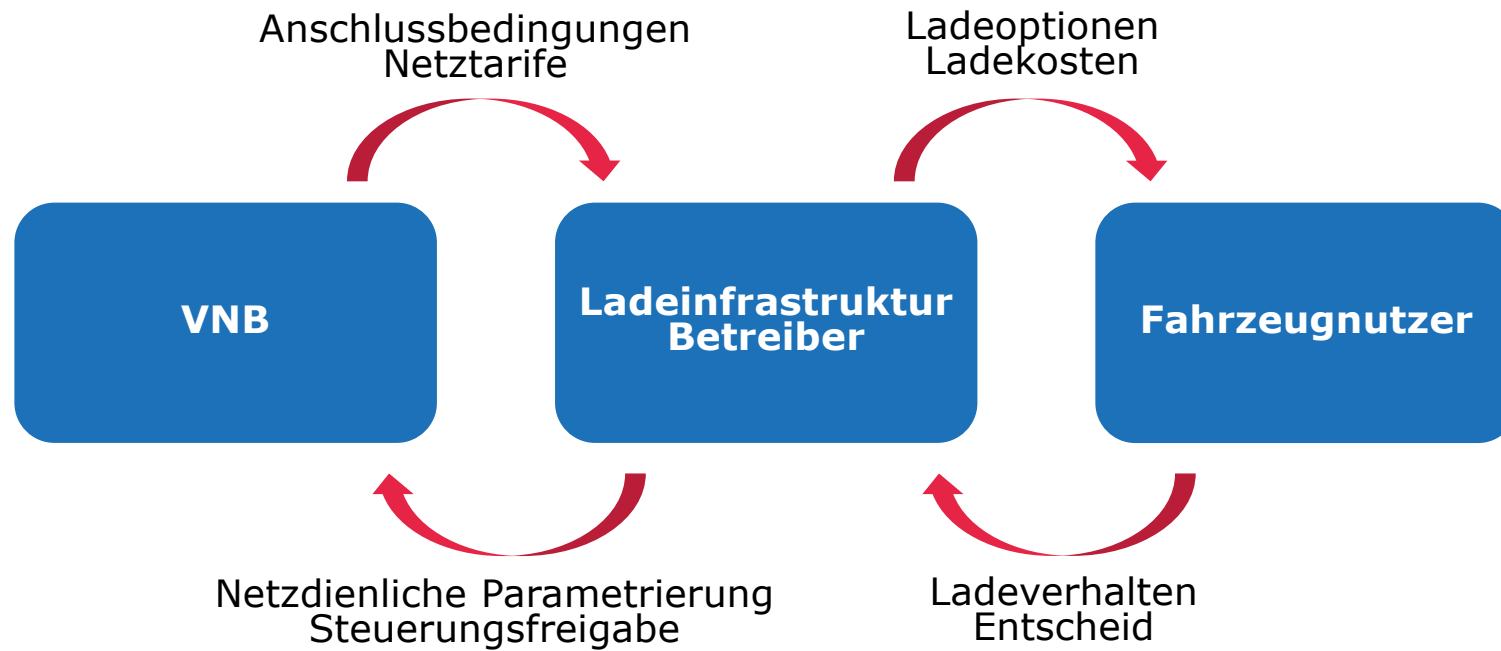 Anschlussbedingungen
Netztarife
Ladeoptionen
Ladekosten
VNB
Ladeinfrastruktur
Betreiber
Fahrzeugnutzer
Netzdienliche Parametrierung
Steuerungsfreigabe
Ladeverhalten
Entscheid